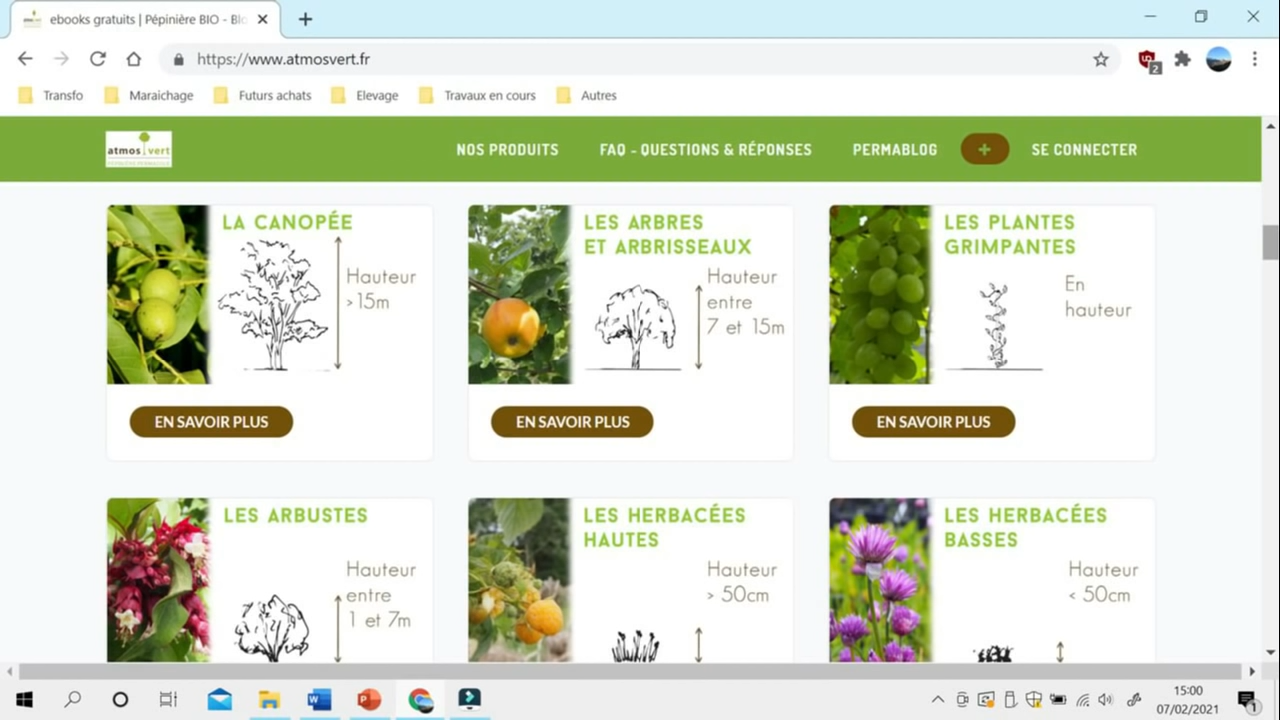 ebooks gratuits | Pépinière BIO - Blo
https://www.atmosvert.fr
2
Transfo
Maraichage
Futurs achats
Elevage
Travaux en cours
Autres
atmos vert
NOS PRODUITS
FAQ - QUESTIONS & RÉPONSES
PERMABLOG
+
SE CONNECTER
LA CANOPÉE
Hauteur
>15m
EN SAVOIR PLUS
LES ARBRES
ET ARBRISSEAUX
Hauteur
entre
7 et 15m
EN SAVOIR PLUS
LES PLANTES
GRIMPANTES
En
hauteur
EN SAVOIR PLUS
LES ARBUSTES
Hauteur
entre
1 et 7m
LES HERBACÉES
HAUTES
Hauteur
> 50cm
LES HERBACÉES
BASSES
Hauteur
< 50cm
15:00
07/02/2021
1